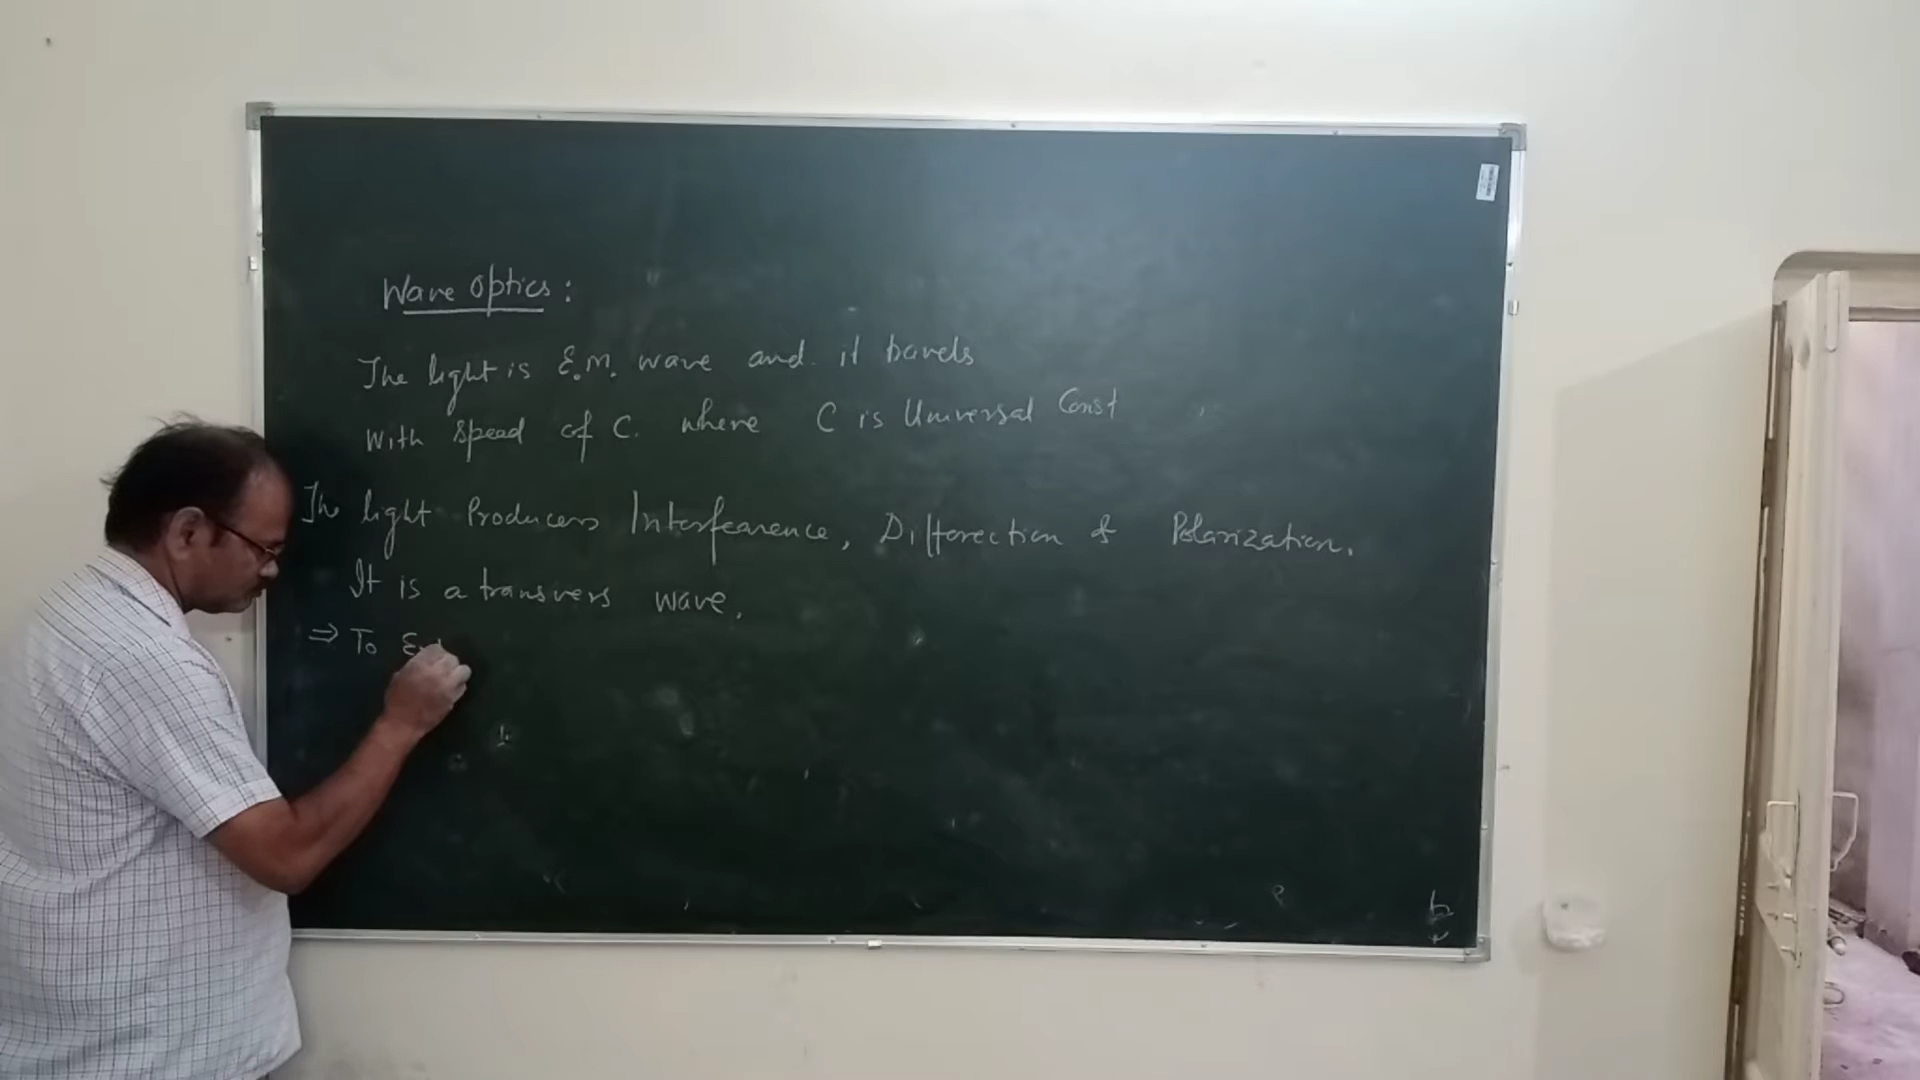 Wave Optics :
The light is E.M. wave and it travels
With speed of C. where C is Universal Const
The light Producers Interfearence, Differection & Polarization.
It is a transvers wave.
⇒ To